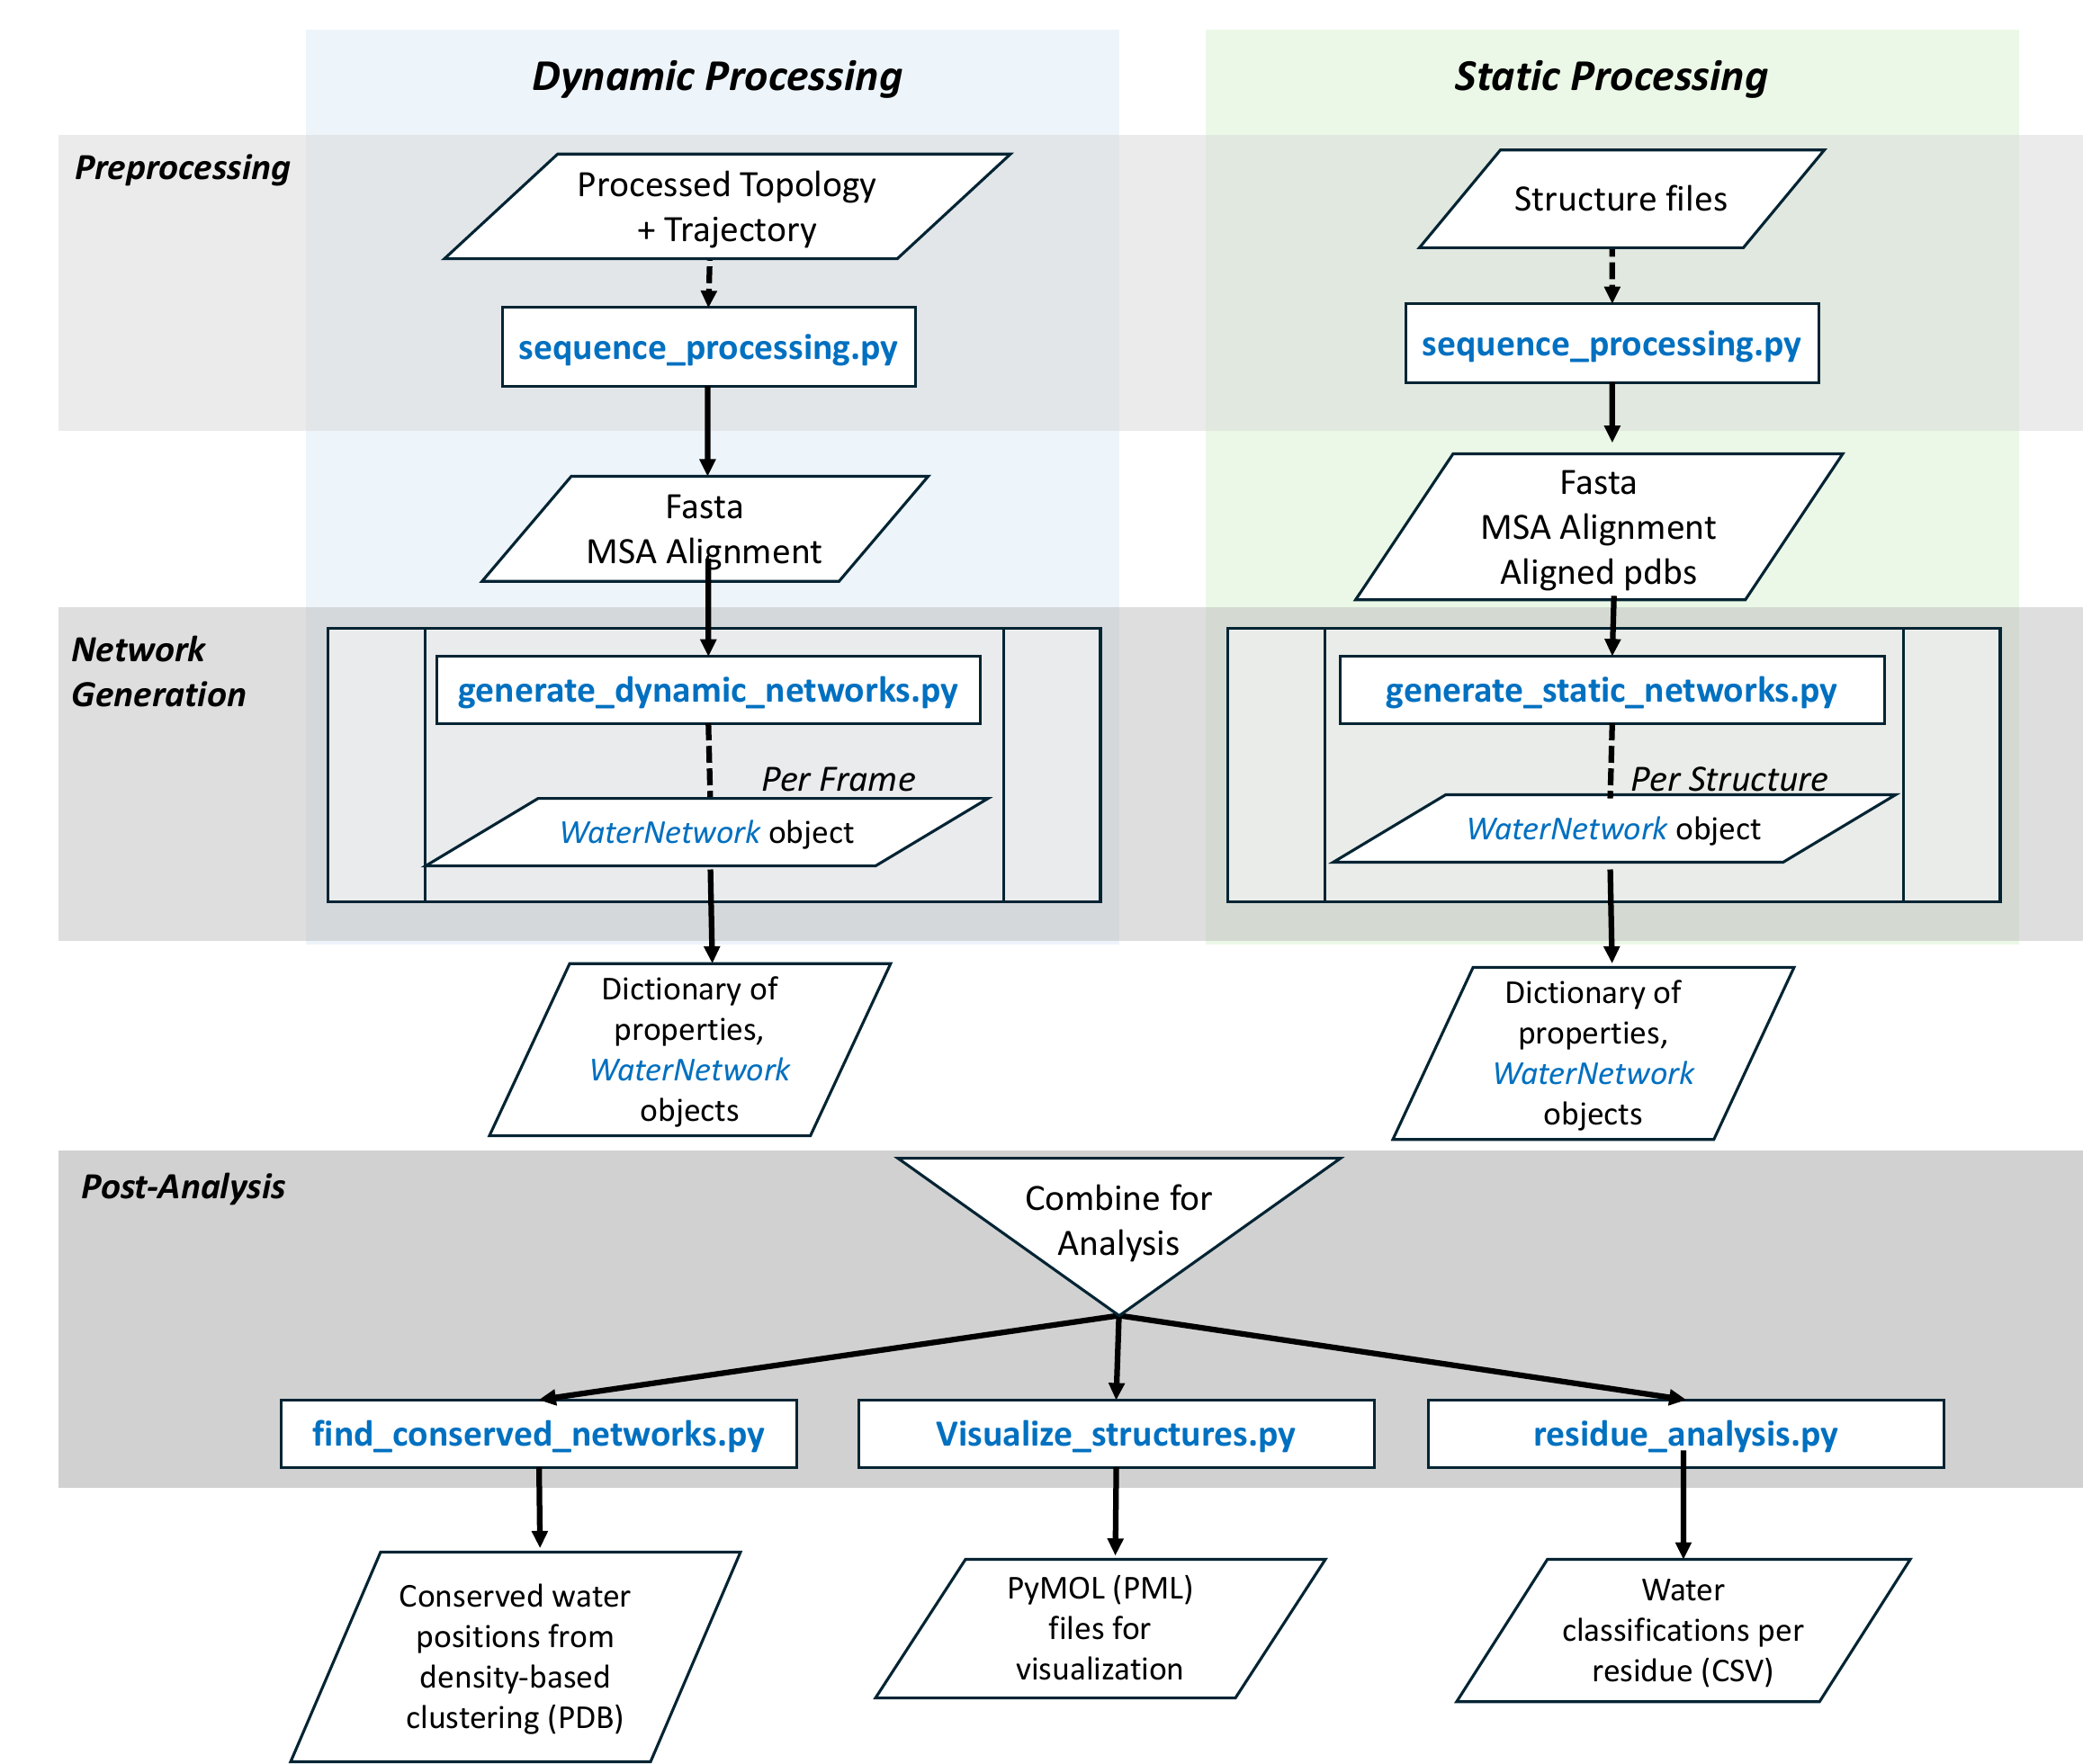 Dynamic Processing
Static Processing
Preprocessing
Processed Topology
+ Trajectory
Structure files
sequence_processing.py
sequence_processing.py
Fasta
MSA Alignment
Fasta
MSA Alignment
Aligned pdbs
Network
Generation
generate_dynamic_networks.py
generate_static_networks.py
Per Frame
Per Structure
WaterNetwork object
WaterNetwork object
Dictionary of
properties,
WaterNetwork
objects
Dictionary of
properties,
WaterNetwork
objects
Post-Analysis
Combine for
Analysis
find_conserved_networks.py
Visualize_structures.py
residue_analysis.py
Conserved water
positions from
density-based
clustering (PDB)
PyMOL (PML)
files for
visualization
Water
classifications per
residue (CSV)